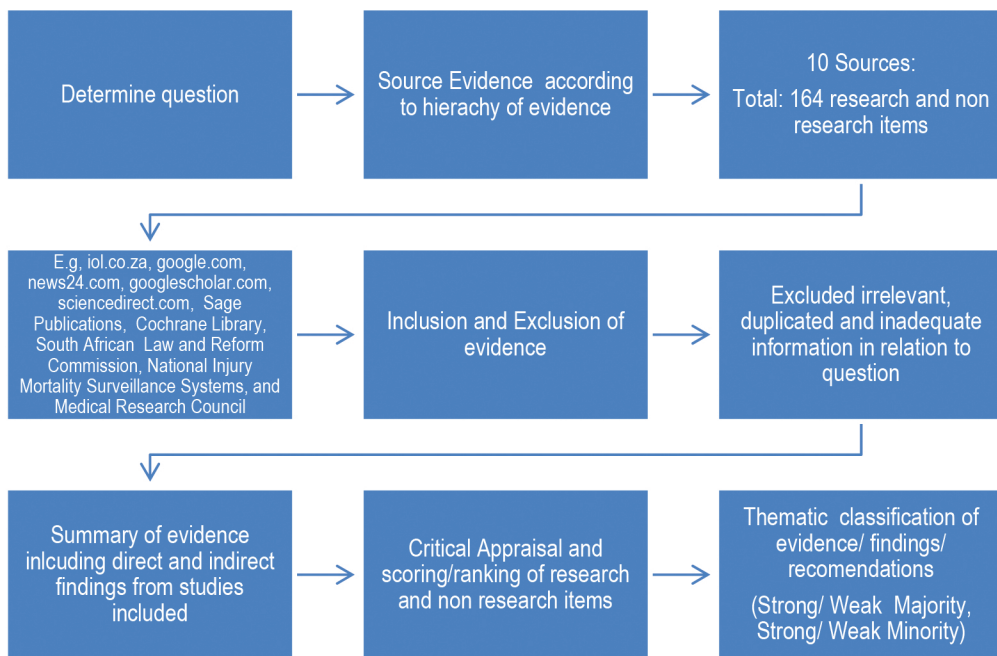 Determine question
Source Evidence according
to hierachy of evidence
10 Sources:
Total: 164 research and non
research items
E.g, iol.co.za, google.com,
news24.com, googlescholar.com,
sciencedirect.com, Sage
Publications, Cochrane Library,
South African Law and Reform
Commission, National Injury
Mortality Surveillance Systems, and
Medical Research Council
Inclusion and Exclusion of
evidence
Excluded irrelevant,
duplicated and inadequate
information in relation to
question
Summary of evidence
inlcuding direct and indirect
findings from studies
included
Critical Appraisal and
scoring/ranking of research
and non research items
Thematic classification of
evidence/ findings/
recomendations
(Strong/ Weak Majority,
Strong/ Weak Minority)